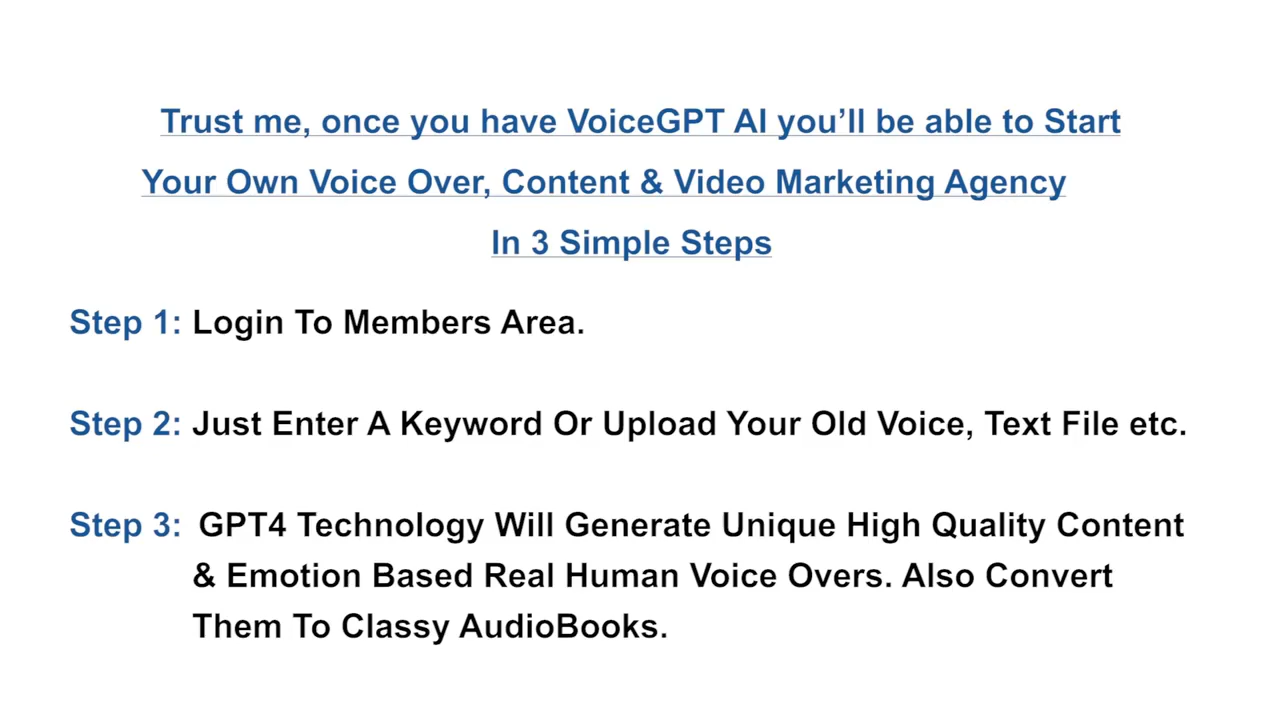 Trust me, once you have VoiceGPT AI you’ll be able to Start
Your Own Voice Over, Content & Video Marketing Agency
In 3 Simple Steps
Step 1: Login To Members Area.
Step 2: Just Enter A Keyword Or Upload Your Old Voice, Text File etc.
Step 3: GPT4 Technology Will Generate Unique High Quality Content
& Emotion Based Real Human Voice Overs. Also Convert
Them To Classy AudioBooks.